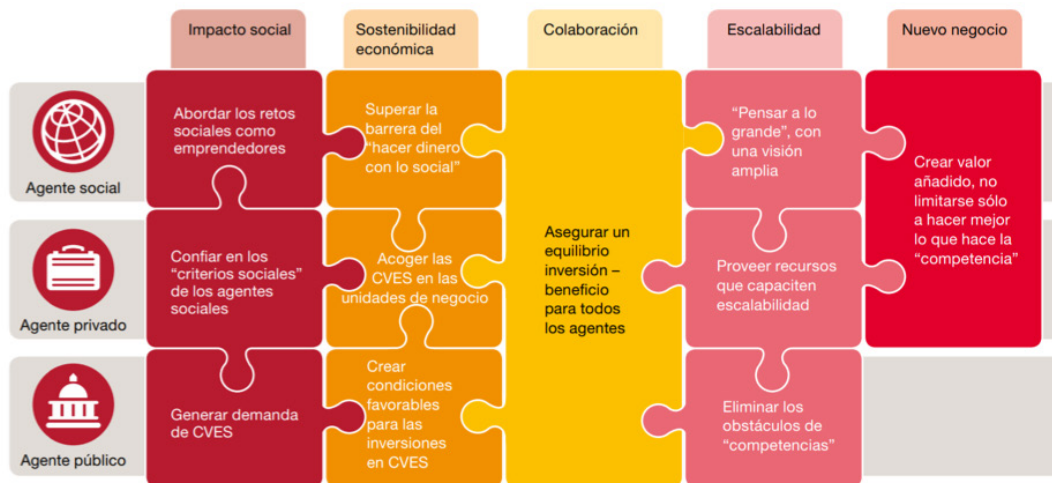 Impacto social
Sostenibilidad
económica
Colaboración
Escalabilidad
Nuevo negocio
Agente social
Abordar los retos
sociales como
emprendedores
Superar la
barrera del
“hacer dinero
con lo social”
“Pensar a lo
grande”, con
una visión
amplia
Crear valor
añadido, no
limitarse sólo
a hacer mejor
lo que hace la
“competencia”
Asegurar un
equilibrio
inversión –
beneficio
para todos
los agentes
Agente privado
Confiar en los
“criterios sociales”
de los agentes
sociales
Acoger las
CVES en las
unidades de negocio
Proveer recursos
que capaciten
escalabilidad
Agente público
Generar demanda
de CVES
Crear
condiciones
favorables
para las
inversiones
en CVES
Eliminar los
obstáculos de
“competencias”